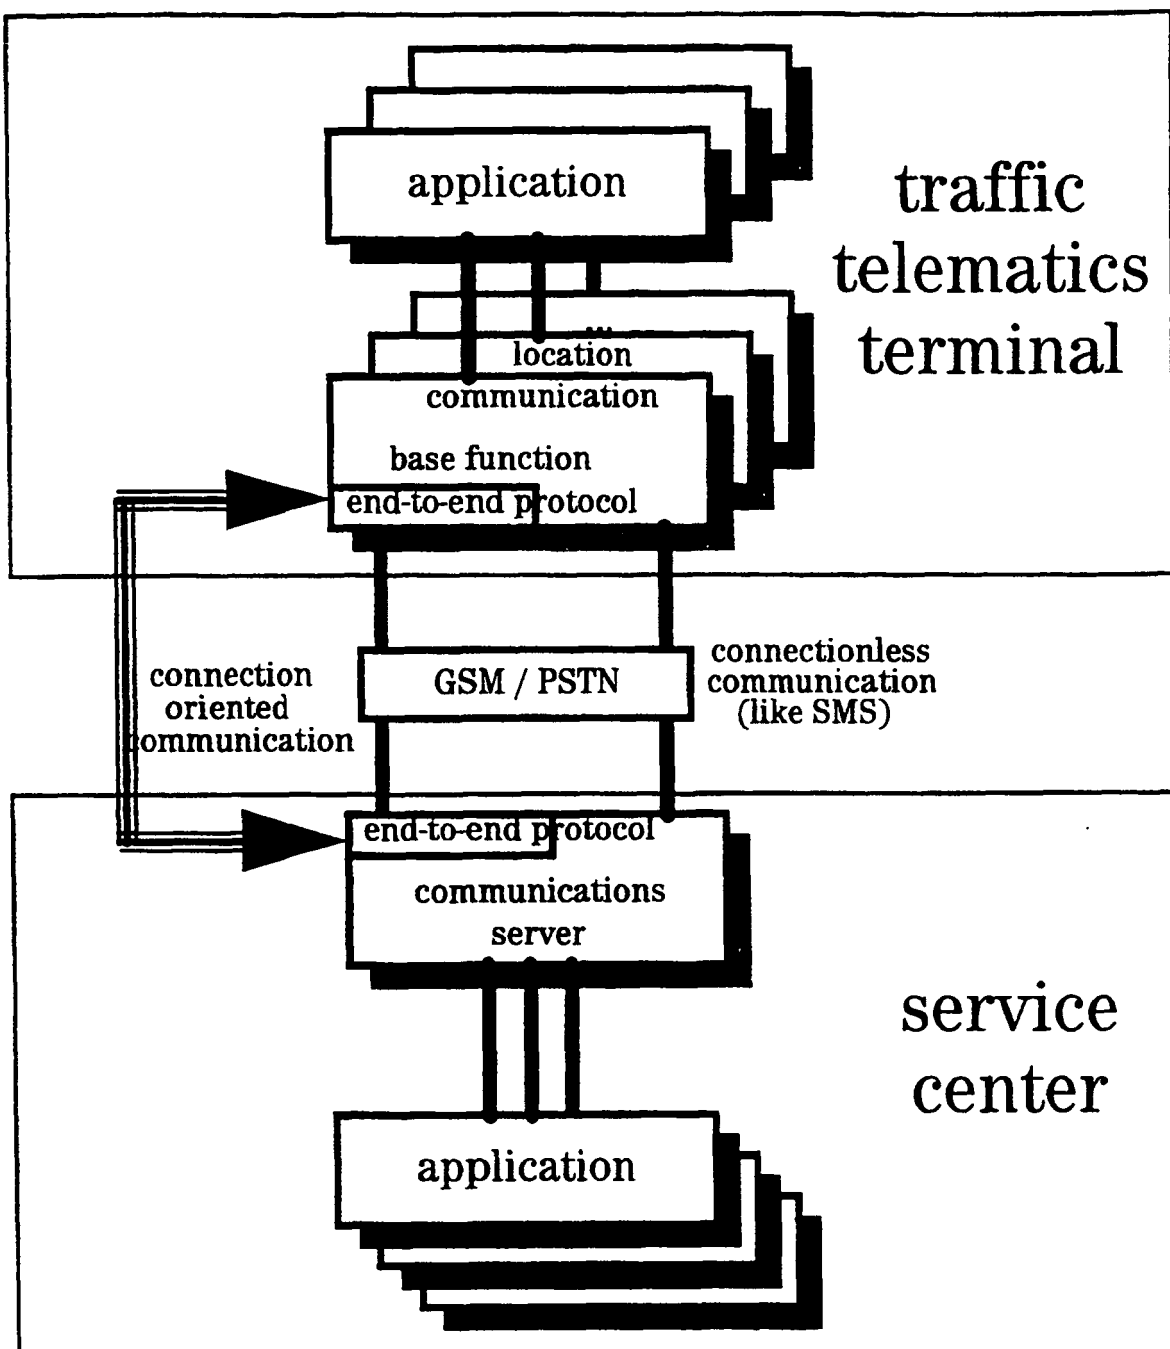 application
traffic
telematics
terminal
...
location
communication
base function
end-to-end protocol
connection
oriented
communication
GSM / PSTN
connectionless
communication
(like SMS)
end-to-end protocol
communications
server
service
center
application